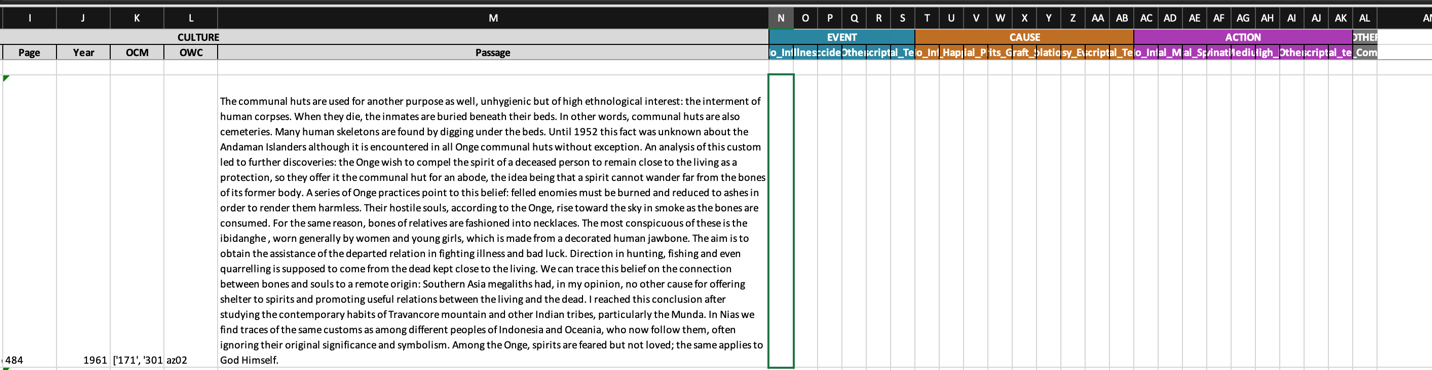 I J K L M N O P Q R S T U V W X Y Z AA AB AC AD AE AF AG AH AI AJ AK AL
CULTURE EVENT CAUSE ACTION OTHE
Page Year OCM OWC Passage
The communal huts are used for another purpose as well, unhygienic but of high ethnological interest: the interment of
human corpses. When they die, the inmates are buried beneath their beds. In other words, communal huts are also
cemeteries. Many human skeletons are found by digging under the beds. Until 1952 this fact was unknown about the
Andaman Islanders although it is encountered in all Onge communal huts without exception. An analysis of this custom
led to further discoveries: the Onge wish to compel the spirit of a deceased person to remain close to the living as a
protection, so they offer it the communal hut for an abode, the idea being that a spirit cannot wander far from the bones
of its former body. A series of Onge practices point to this belief: felled enomies must be burned and reduced to ashes in
order to render them harmless. Their hostile souls, according to the Onge, rise toward the sky in smoke as the bones are
consumed. For the same reason, bones of relatives are fashioned into necklaces. The most conspicuous of these is the
ibidanghe , worn generally by women and young girls, which is made from a decorated human jawbone. The aim is to
obtain the assistance of the departed relation in fighting illness and bad luck. Direction in hunting, fishing and even
quarrelling is supposed to come from the dead kept close to the living. We can trace this belief on the connection
between bones and souls to a remote origin: Southern Asia megaliths had, in my opinion, no other cause for offering
shelter to spirits and promoting useful relations between the living and the dead. I reached this conclusion after
studying the contemporary habits of Travancore mountain and other Indian tribes, particularly the Munda. In Nias we
find traces of the same customs as among different peoples of Indonesia and Oceania, who now follow them, often
ignoring their original significance and symbolism. Among the Onge, spirits are feared but not loved; the same applies to
484 1961 ['171', '301 az02 God Himself.